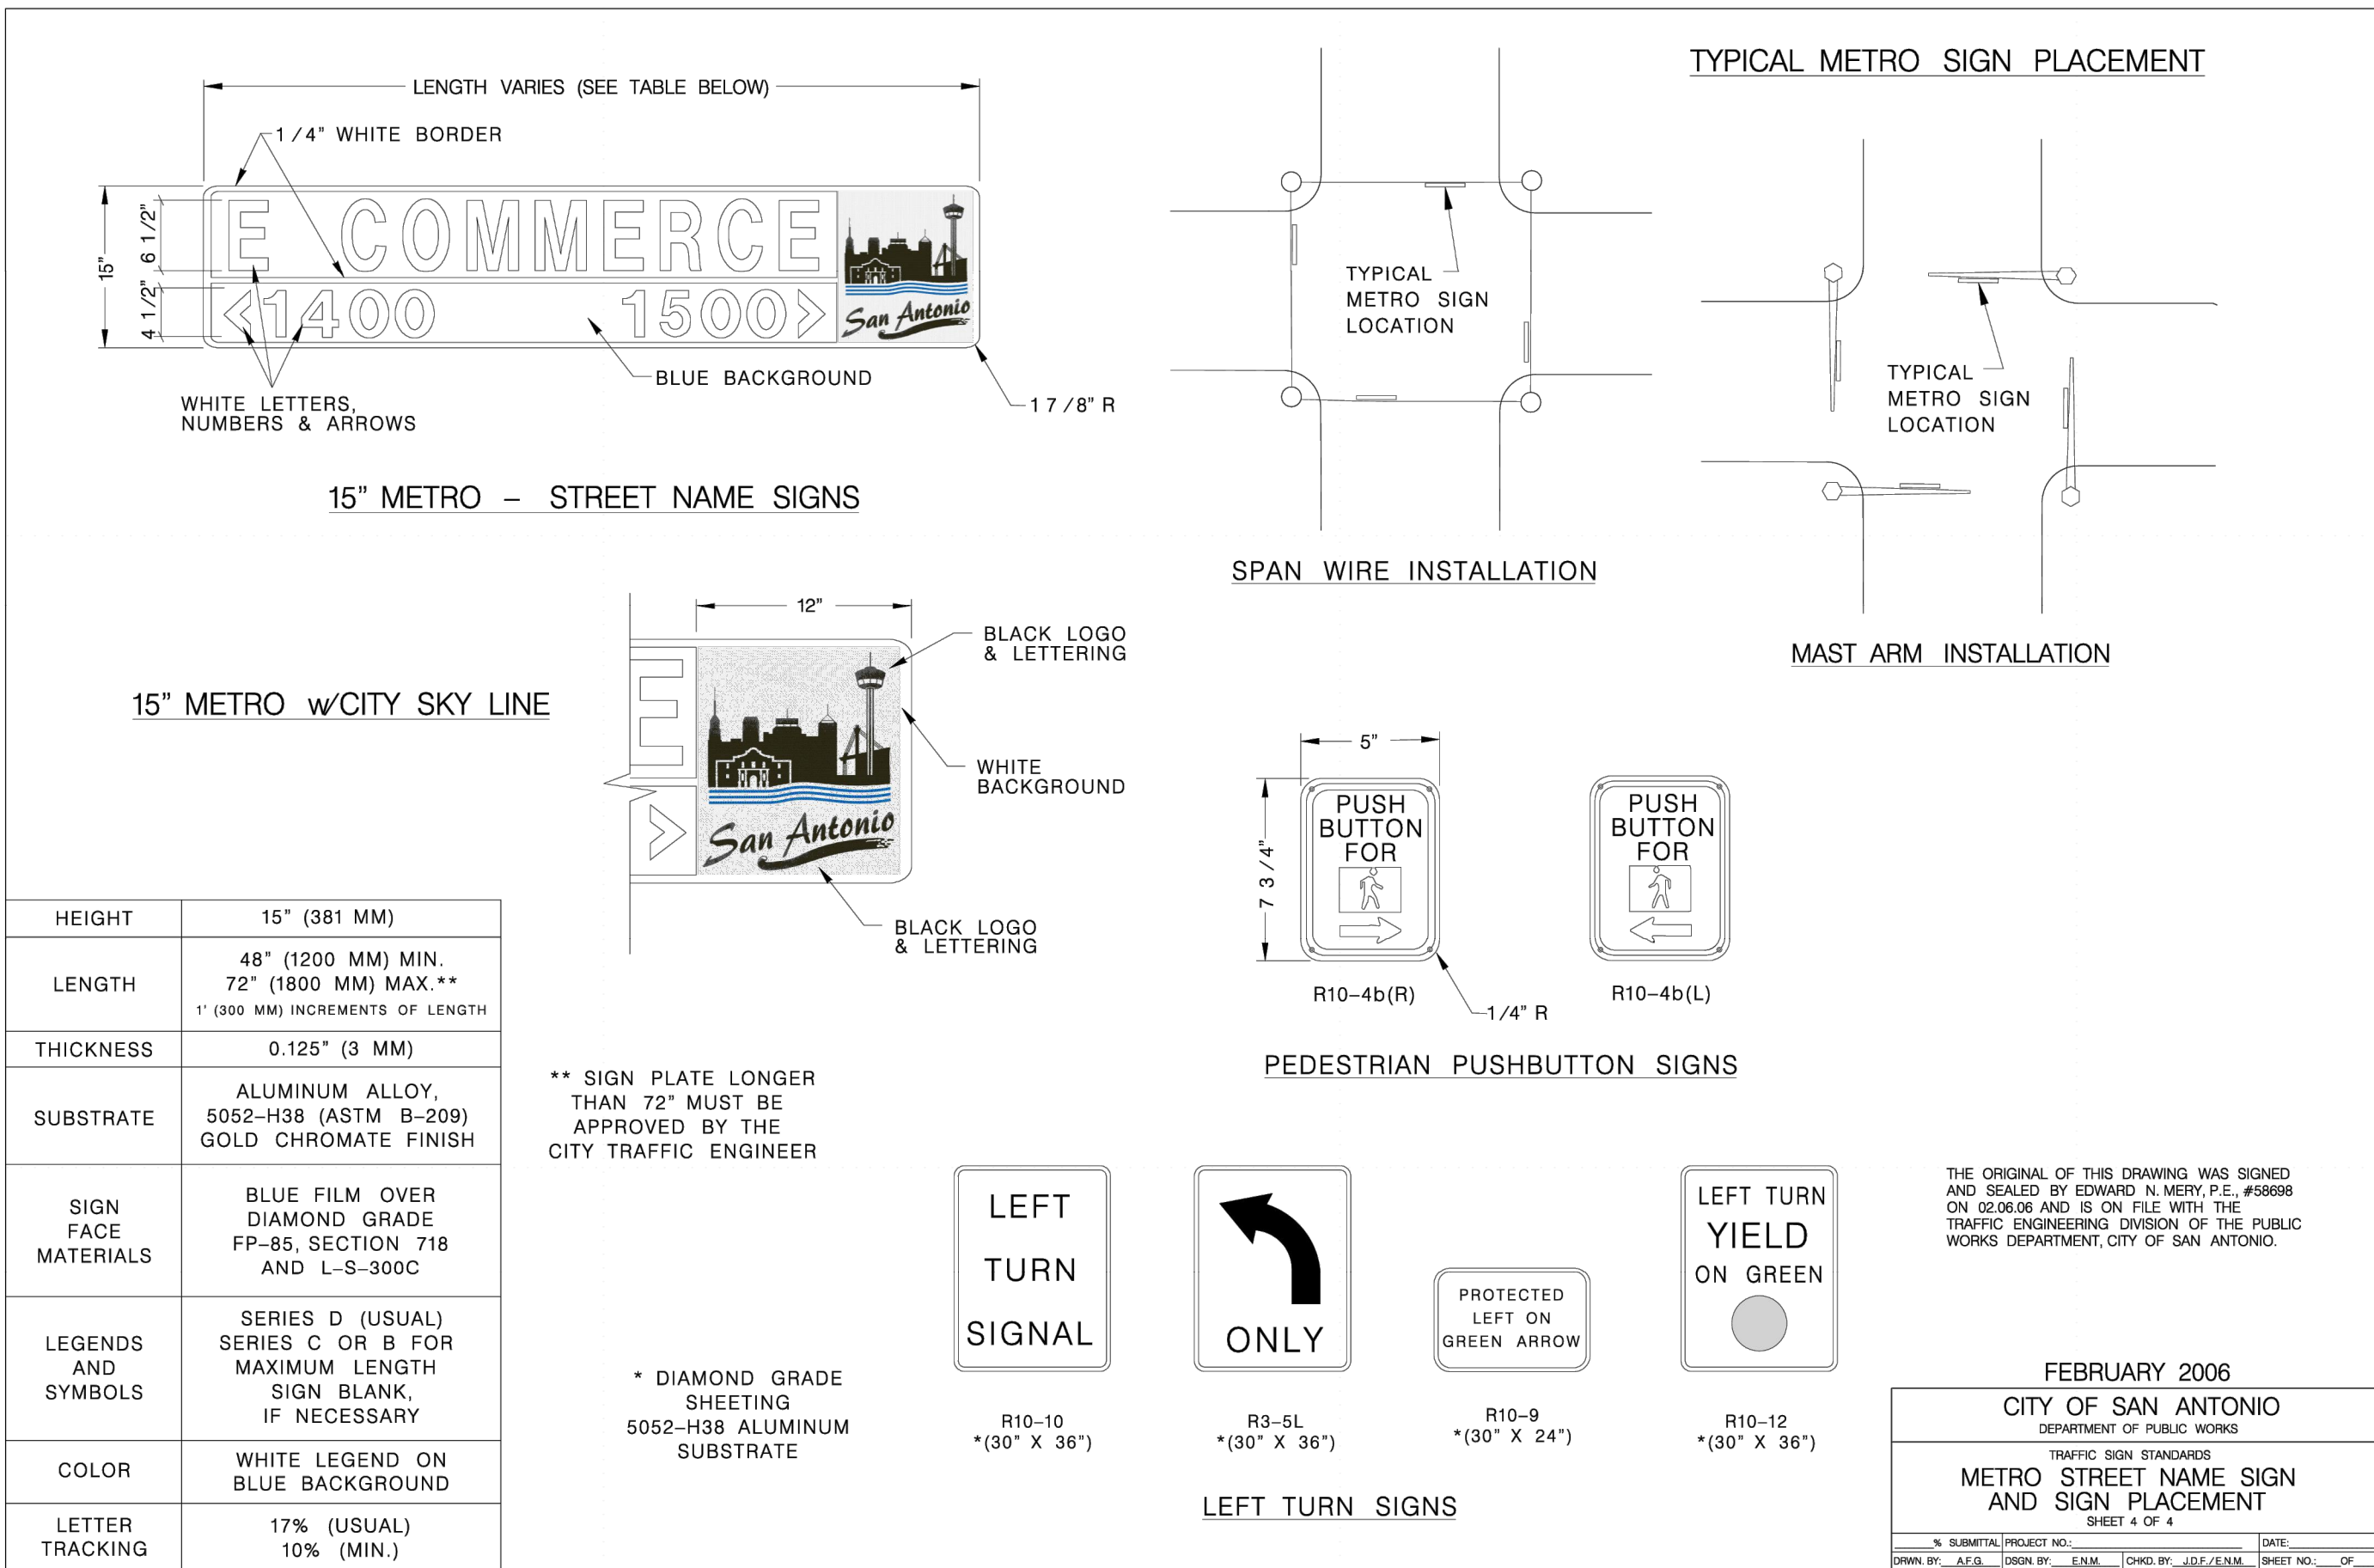 TYPICAL METRO SIGN PLACEMENT
LENGTH VARIES (SEE TABLE BELOW)
1/4" WHITE BORDER
15"
6 1/2"
4 1/2"
E COMMERCE
<1400 1500>
San Antonio
WHITE LETTERS,
NUMBERS & ARROWS
BLUE BACKGROUND
1 7/8" R
15" METRO – STREET NAME SIGNS
TYPICAL
METRO SIGN
LOCATION
SPAN WIRE INSTALLATION
TYPICAL
METRO SIGN
LOCATION
MAST ARM INSTALLATION
15" METRO w/CITY SKY LINE
12"
E
>
San Antonio
BLACK LOGO
& LETTERING
WHITE
BACKGROUND
BLACK LOGO
& LETTERING
5"
7 3/4"
PUSH
BUTTON
FOR
R10–4b(R)
1/4" R
PUSH
BUTTON
FOR
R10–4b(L)
PEDESTRIAN PUSHBUTTON SIGNS
HEIGHT
15" (381 MM)
LENGTH
48" (1200 MM) MIN.
72" (1800 MM) MAX.**
1' (300 MM) INCREMENTS OF LENGTH
THICKNESS
0.125" (3 MM)
SUBSTRATE
ALUMINUM ALLOY,
5052–H38 (ASTM B–209)
GOLD CHROMATE FINISH
SIGN
FACE
MATERIALS
BLUE FILM OVER
DIAMOND GRADE
FP–85, SECTION 718
AND L–S–300C
LEGENDS
AND
SYMBOLS
SERIES D (USUAL)
SERIES C OR B FOR
MAXIMUM LENGTH
SIGN BLANK,
IF NECESSARY
COLOR
WHITE LEGEND ON
BLUE BACKGROUND
LETTER
TRACKING
17% (USUAL)
10% (MIN.)
** SIGN PLATE LONGER
THAN 72" MUST BE
APPROVED BY THE
CITY TRAFFIC ENGINEER
* DIAMOND GRADE
SHEETING
5052–H38 ALUMINUM
SUBSTRATE
LEFT
TURN
SIGNAL
R10–10
*(30" X 36")
ONLY
R3–5L
*(30" X 36")
PROTECTED
LEFT ON
GREEN ARROW
R10–9
*(30" X 24")
LEFT TURN
YIELD
ON GREEN
R10–12
*(30" X 36")
LEFT TURN SIGNS
THE ORIGINAL OF THIS DRAWING WAS SIGNED
AND SEALED BY EDWARD N. MERY, P.E., #58698
ON 02.06.06 AND IS ON FILE WITH THE
TRAFFIC ENGINEERING DIVISION OF THE PUBLIC
WORKS DEPARTMENT, CITY OF SAN ANTONIO.
FEBRUARY 2006
CITY OF SAN ANTONIO
DEPARTMENT OF PUBLIC WORKS
TRAFFIC SIGN STANDARDS
METRO STREET NAME SIGN
AND SIGN PLACEMENT
SHEET 4 OF 4
% SUBMITTAL PROJECT NO.: DATE:
DRWN. BY: A.F.G. DSGN. BY: E.N.M. CHKD. BY: J.D.F./E.N.M. SHEET NO.: OF